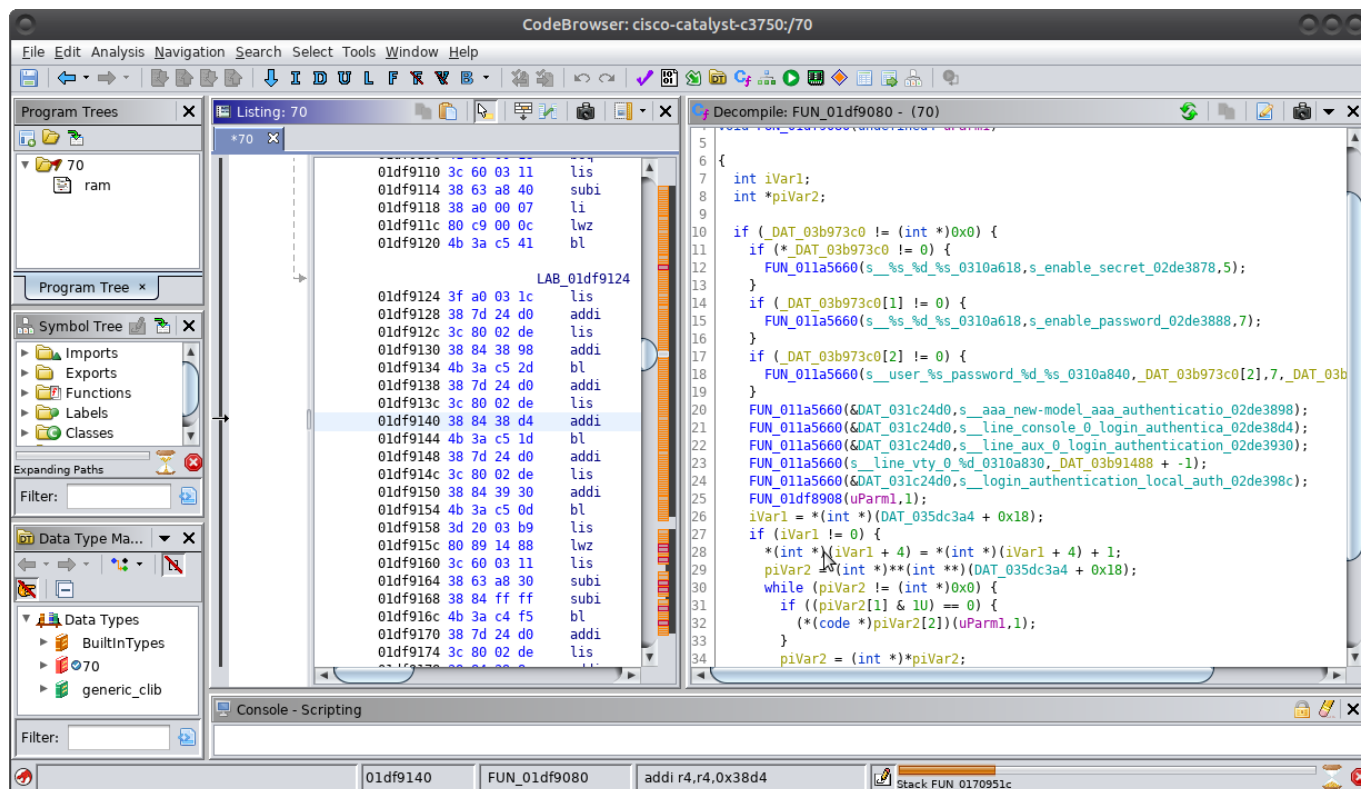 CodeBrowser: cisco-catalyst-c3750:/70
File Edit Analysis Navigation Search Select Tools Window Help
I D U L F B
Program Trees
70
ram
Program Tree ×
Symbol Tree
Imports
Exports
Functions
Labels
Classes
Expanding Paths
Filter:
Data Type Ma...
Data Types
BuiltInTypes
70
generic_clib
Filter:
Listing: 70
*70
01df9110 3c 60 03 11 lis
01df9114 38 63 a8 40 subi
01df9118 38 a0 00 07 li
01df911c 80 c9 00 0c lwz
01df9120 4b 3a c5 41 bl
LAB_01df9124
01df9124 3f a0 03 1c lis
01df9128 38 7d 24 d0 addi
01df912c 3c 80 02 de lis
01df9130 38 84 38 98 addi
01df9134 4b 3a c5 2d bl
01df9138 38 7d 24 d0 addi
01df913c 3c 80 02 de lis
01df9140 38 84 38 d4 addi
01df9144 4b 3a c5 1d bl
01df9148 38 7d 24 d0 addi
01df914c 3c 80 02 de lis
01df9150 38 84 39 30 addi
01df9154 4b 3a c5 0d bl
01df9158 3d 20 03 b9 lis
01df915c 80 89 14 88 lwz
01df9160 3c 60 03 11 lis
01df9164 38 63 a8 30 subi
01df9168 38 84 ff ff subi
01df916c 4b 3a c4 f5 bl
01df9170 38 7d 24 d0 addi
01df9174 3c 80 02 de lis
Decompile: FUN_01df9080 - (70)
5
6 {
7 int iVar1;
8 int *piVar2;
9
10 if (_DAT_03b973c0 != (int *)0x0) {
11 if (*_DAT_03b973c0 != 0) {
12 FUN_011a5660(s__%s_%d_%s_0310a618,s_enable_secret_02de3878,5);
13 }
14 if (_DAT_03b973c0[1] != 0) {
15 FUN_011a5660(s__%s_%d_%s_0310a618,s_enable_password_02de3888,7);
16 }
17 if (_DAT_03b973c0[2] != 0) {
18 FUN_011a5660(s__user_%s_password_%d_%s_0310a840,_DAT_03b973c0[2],7,_DAT_03b
19 }
20 FUN_011a5660(&DAT_031c24d0,s__aaa_new-model_aaa_authenticatio_02de3898);
21 FUN_011a5660(&DAT_031c24d0,s__line_console_0_login_authentica_02de38d4);
22 FUN_011a5660(&DAT_031c24d0,s__line_aux_0_login_authentication_02de3930);
23 FUN_011a5660(s__line_vty_0_%d_0310a830,_DAT_03b91488 + -1);
24 FUN_011a5660(&DAT_031c24d0,s__login_authentication_local_auth_02de398c);
25 FUN_01df8908(uParm1,1);
26 iVar1 = *(int *)(DAT_035dc3a4 + 0x18);
27 if (iVar1 != 0) {
28 *(int *)(iVar1 + 4) = *(int *)(iVar1 + 4) + 1;
29 piVar2 = (int *)**(int **)(DAT_035dc3a4 + 0x18);
30 while (piVar2 != (int *)0x0) {
31 if ((piVar2[1] & 1U) == 0) {
32 (*(code *)piVar2[2])(uParm1,1);
33 }
34 piVar2 = (int *)*piVar2;
Console - Scripting
01df9140 FUN_01df9080 addi r4,r4,0x38d4
Stack FUN_0170951c